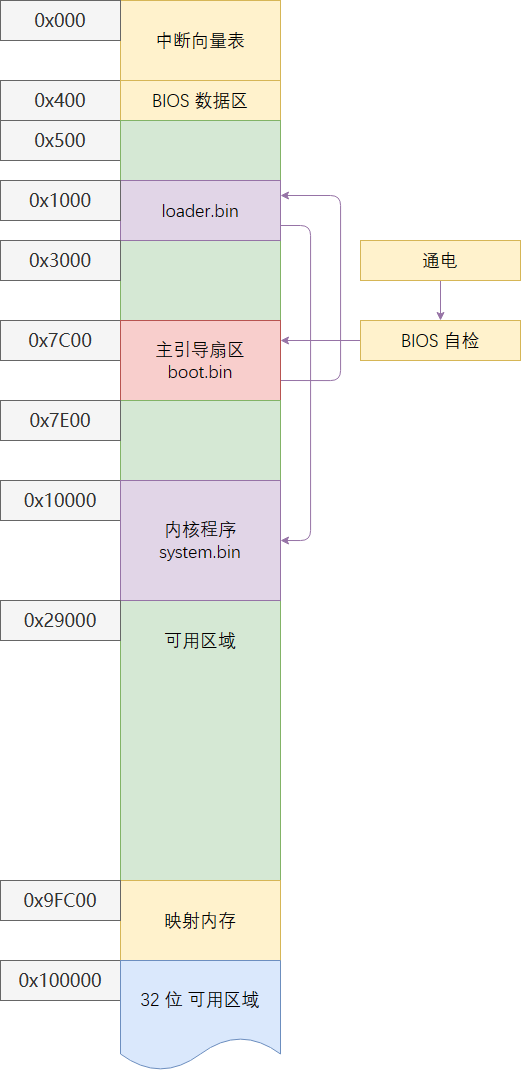 0x000
中断向量表
0x400
BIOS 数据区
0x500
0x1000
loader.bin
0x3000
通电
0x7C00
主引导扇区
boot.bin
BIOS 自检
0x7E00
0x10000
内核程序
system.bin
0x29000
可用区域
0x9FC00
映射内存
0x100000
32 位 可用区域